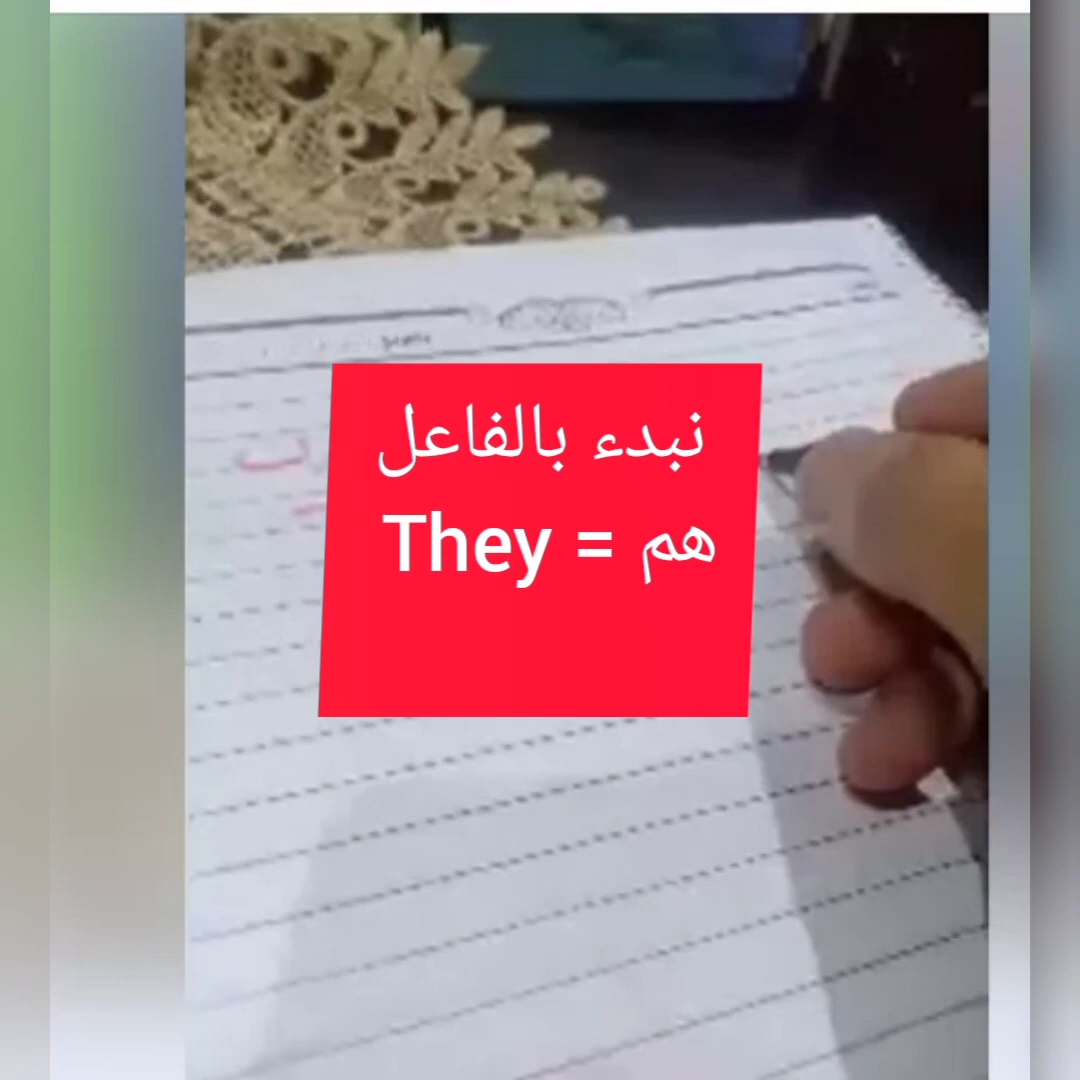 نبدء بالفاعل
They = هم